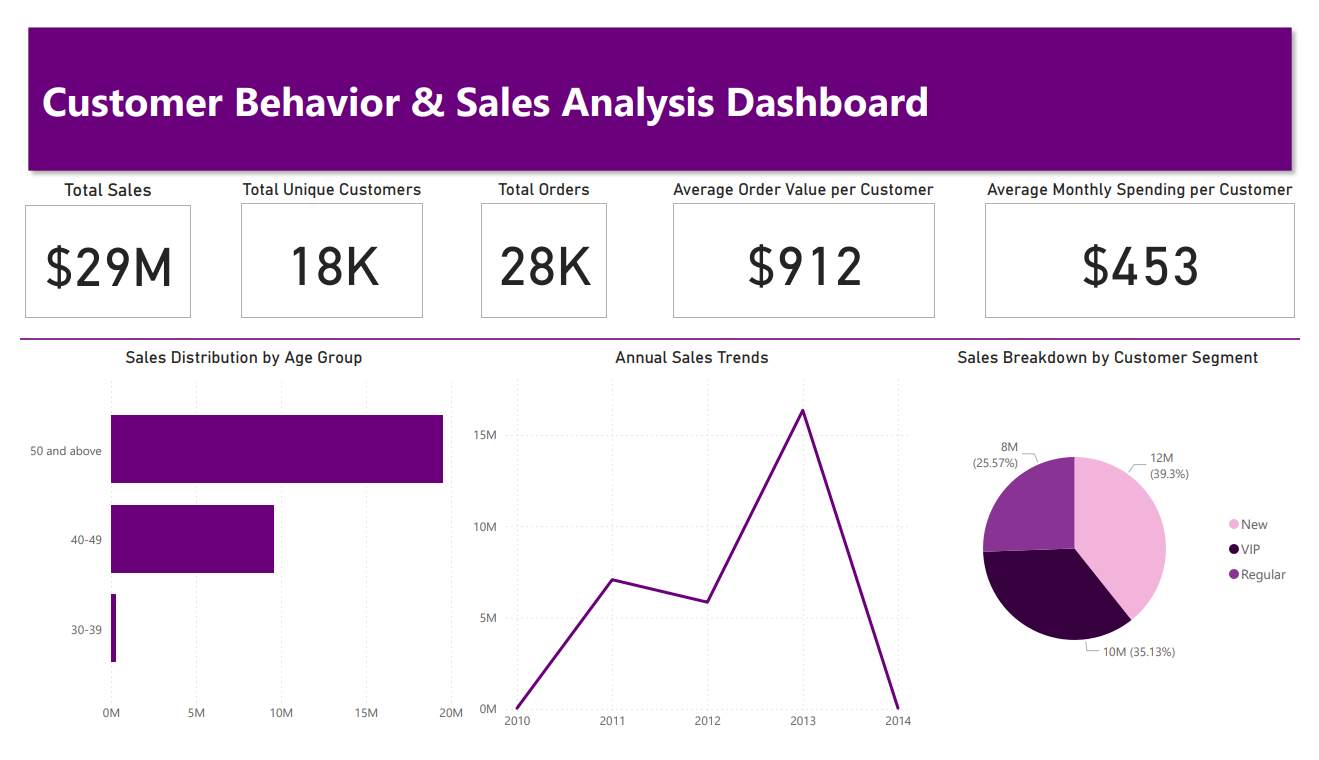 Customer Behavior & Sales Analysis Dashboard
Total Sales
$29M
Total Unique Customers
18K
Total Orders
28K
Average Order Value per Customer
$912
Average Monthly Spending per Customer
$453
Sales Distribution by Age Group
50 and above
40-49
30-39
0M 5M 10M 15M 20M
Annual Sales Trends
15M
10M
5M
0M
2010 2011 2012 2013 2014
Sales Breakdown by Customer Segment
8M
(25.57%)
12M
(39.3%)
10M (35.13%)
New
VIP
Regular